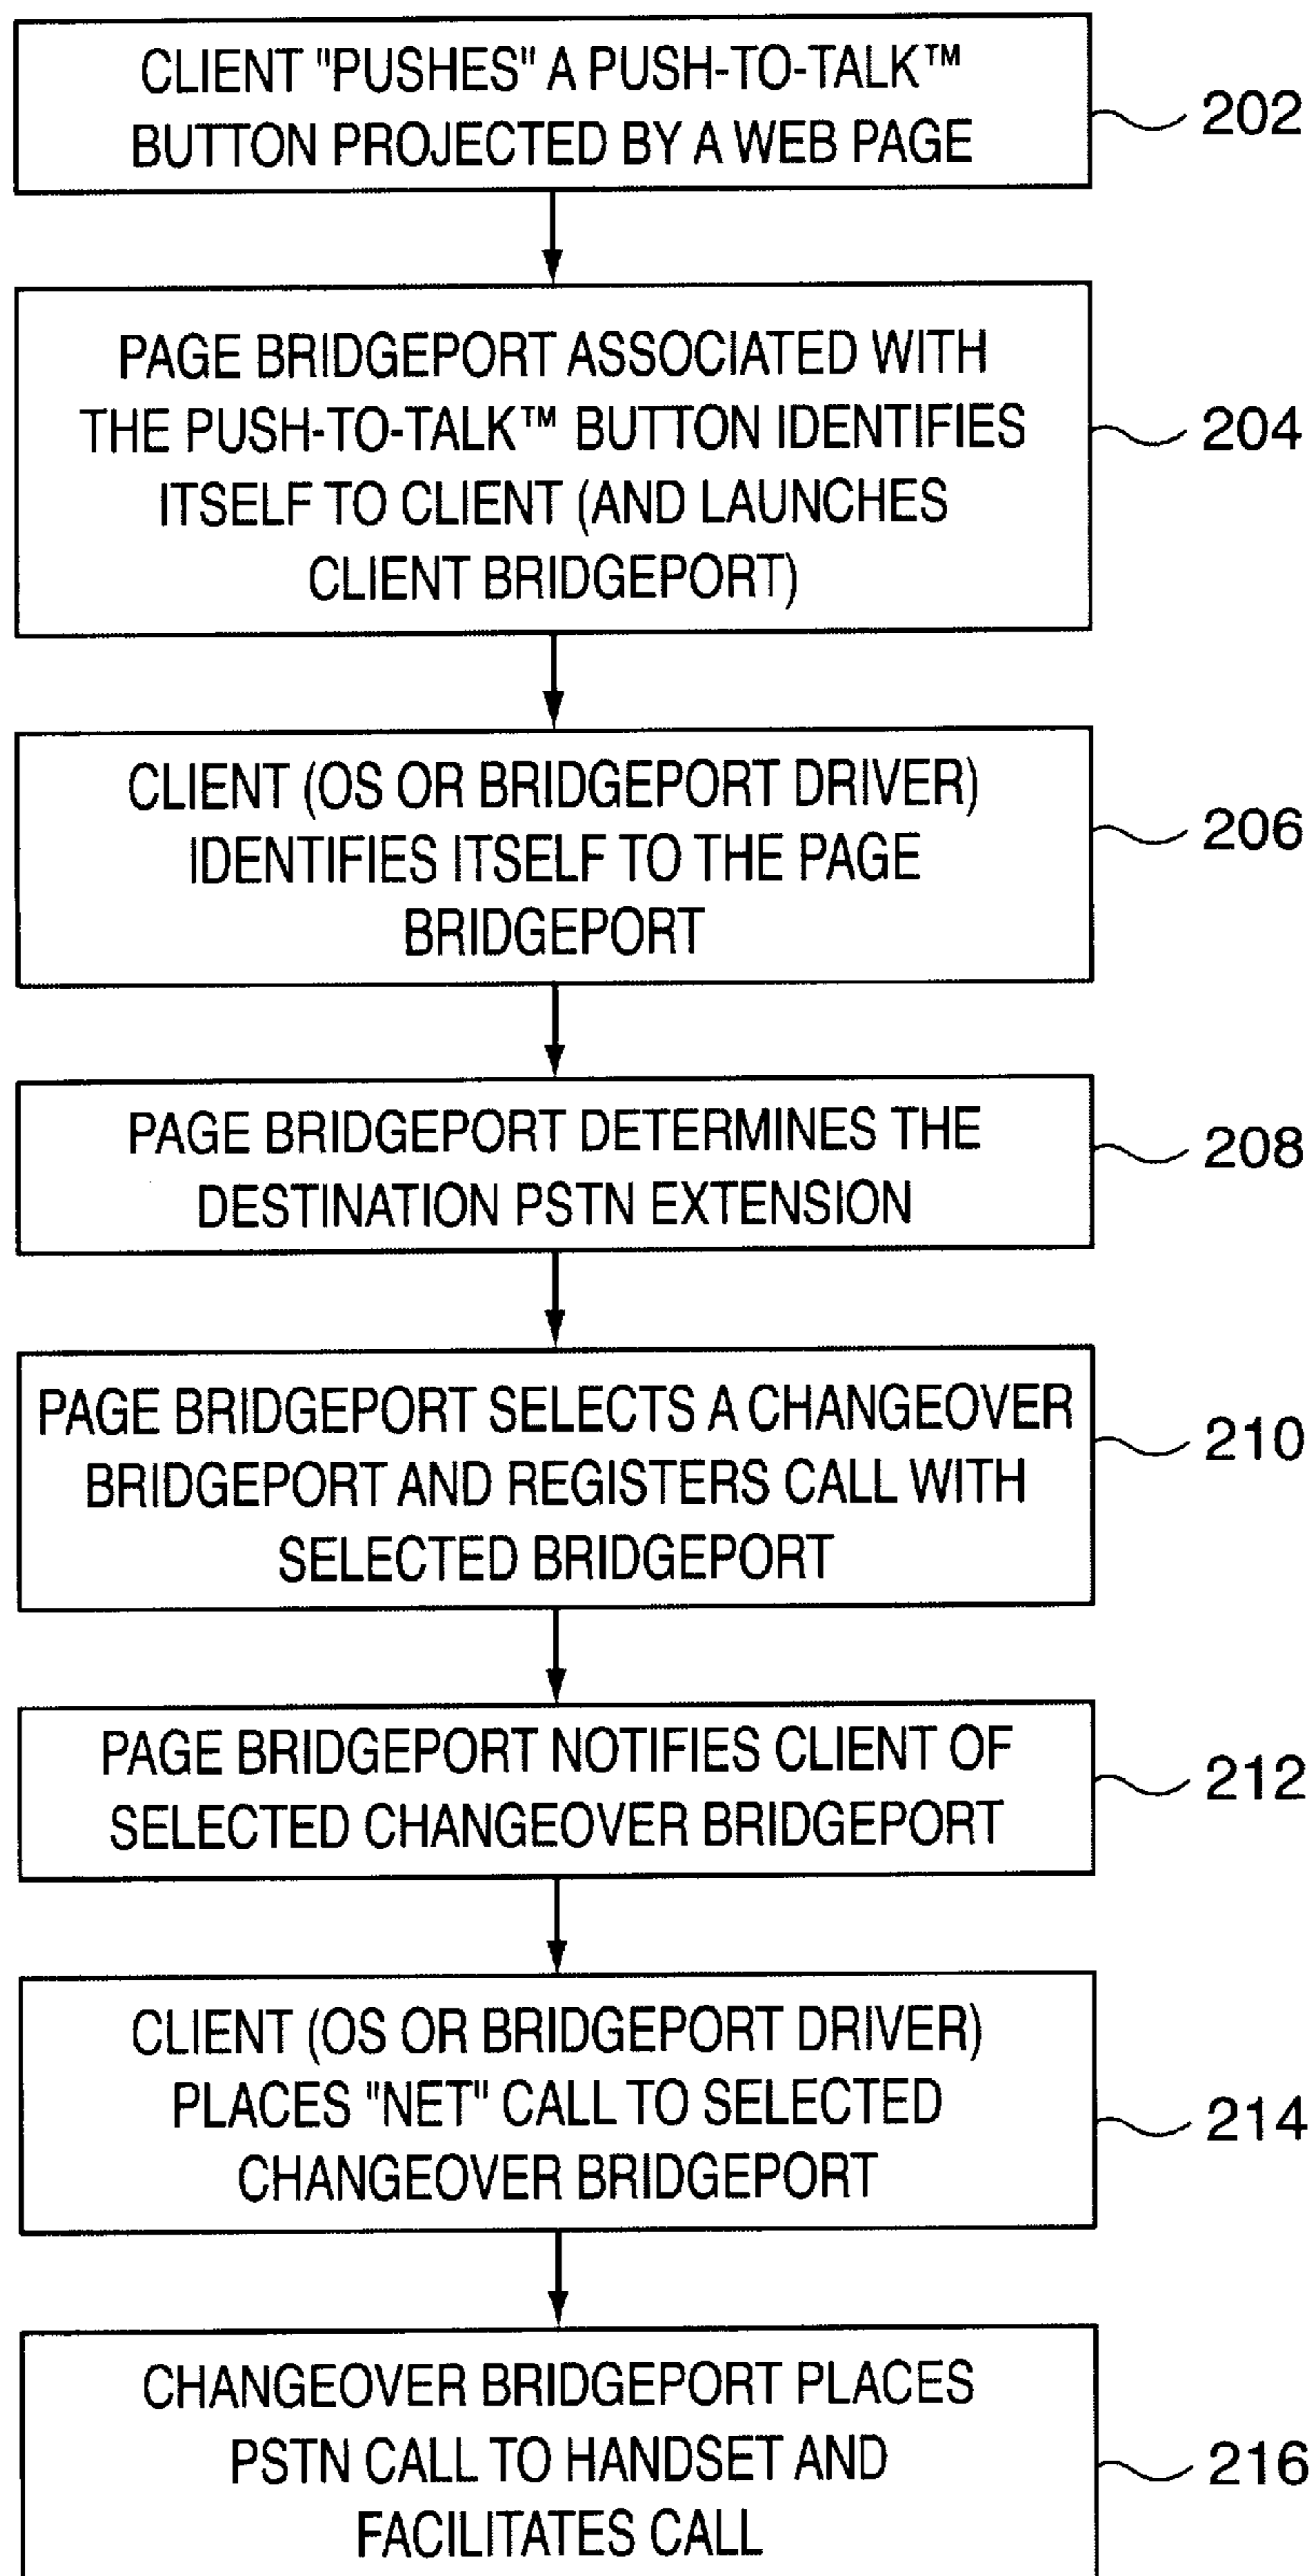 CLIENT "PUSHES" A PUSH-TO-TALK™
BUTTON PROJECTED BY A WEB PAGE
202
PAGE BRIDGEPORT ASSOCIATED WITH
THE PUSH-TO-TALK™ BUTTON IDENTIFIES
ITSELF TO CLIENT (AND LAUNCHES
CLIENT BRIDGEPORT)
204
CLIENT (OS OR BRIDGEPORT DRIVER)
IDENTIFIES ITSELF TO THE PAGE
BRIDGEPORT
206
PAGE BRIDGEPORT DETERMINES THE
DESTINATION PSTN EXTENSION
208
PAGE BRIDGEPORT SELECTS A CHANGEOVER
BRIDGEPORT AND REGISTERS CALL WITH
SELECTED BRIDGEPORT
210
PAGE BRIDGEPORT NOTIFIES CLIENT OF
SELECTED CHANGEOVER BRIDGEPORT
212
CLIENT (OS OR BRIDGEPORT DRIVER)
PLACES "NET" CALL TO SELECTED
CHANGEOVER BRIDGEPORT
214
CHANGEOVER BRIDGEPORT PLACES
PSTN CALL TO HANDSET AND
FACILITATES CALL
216